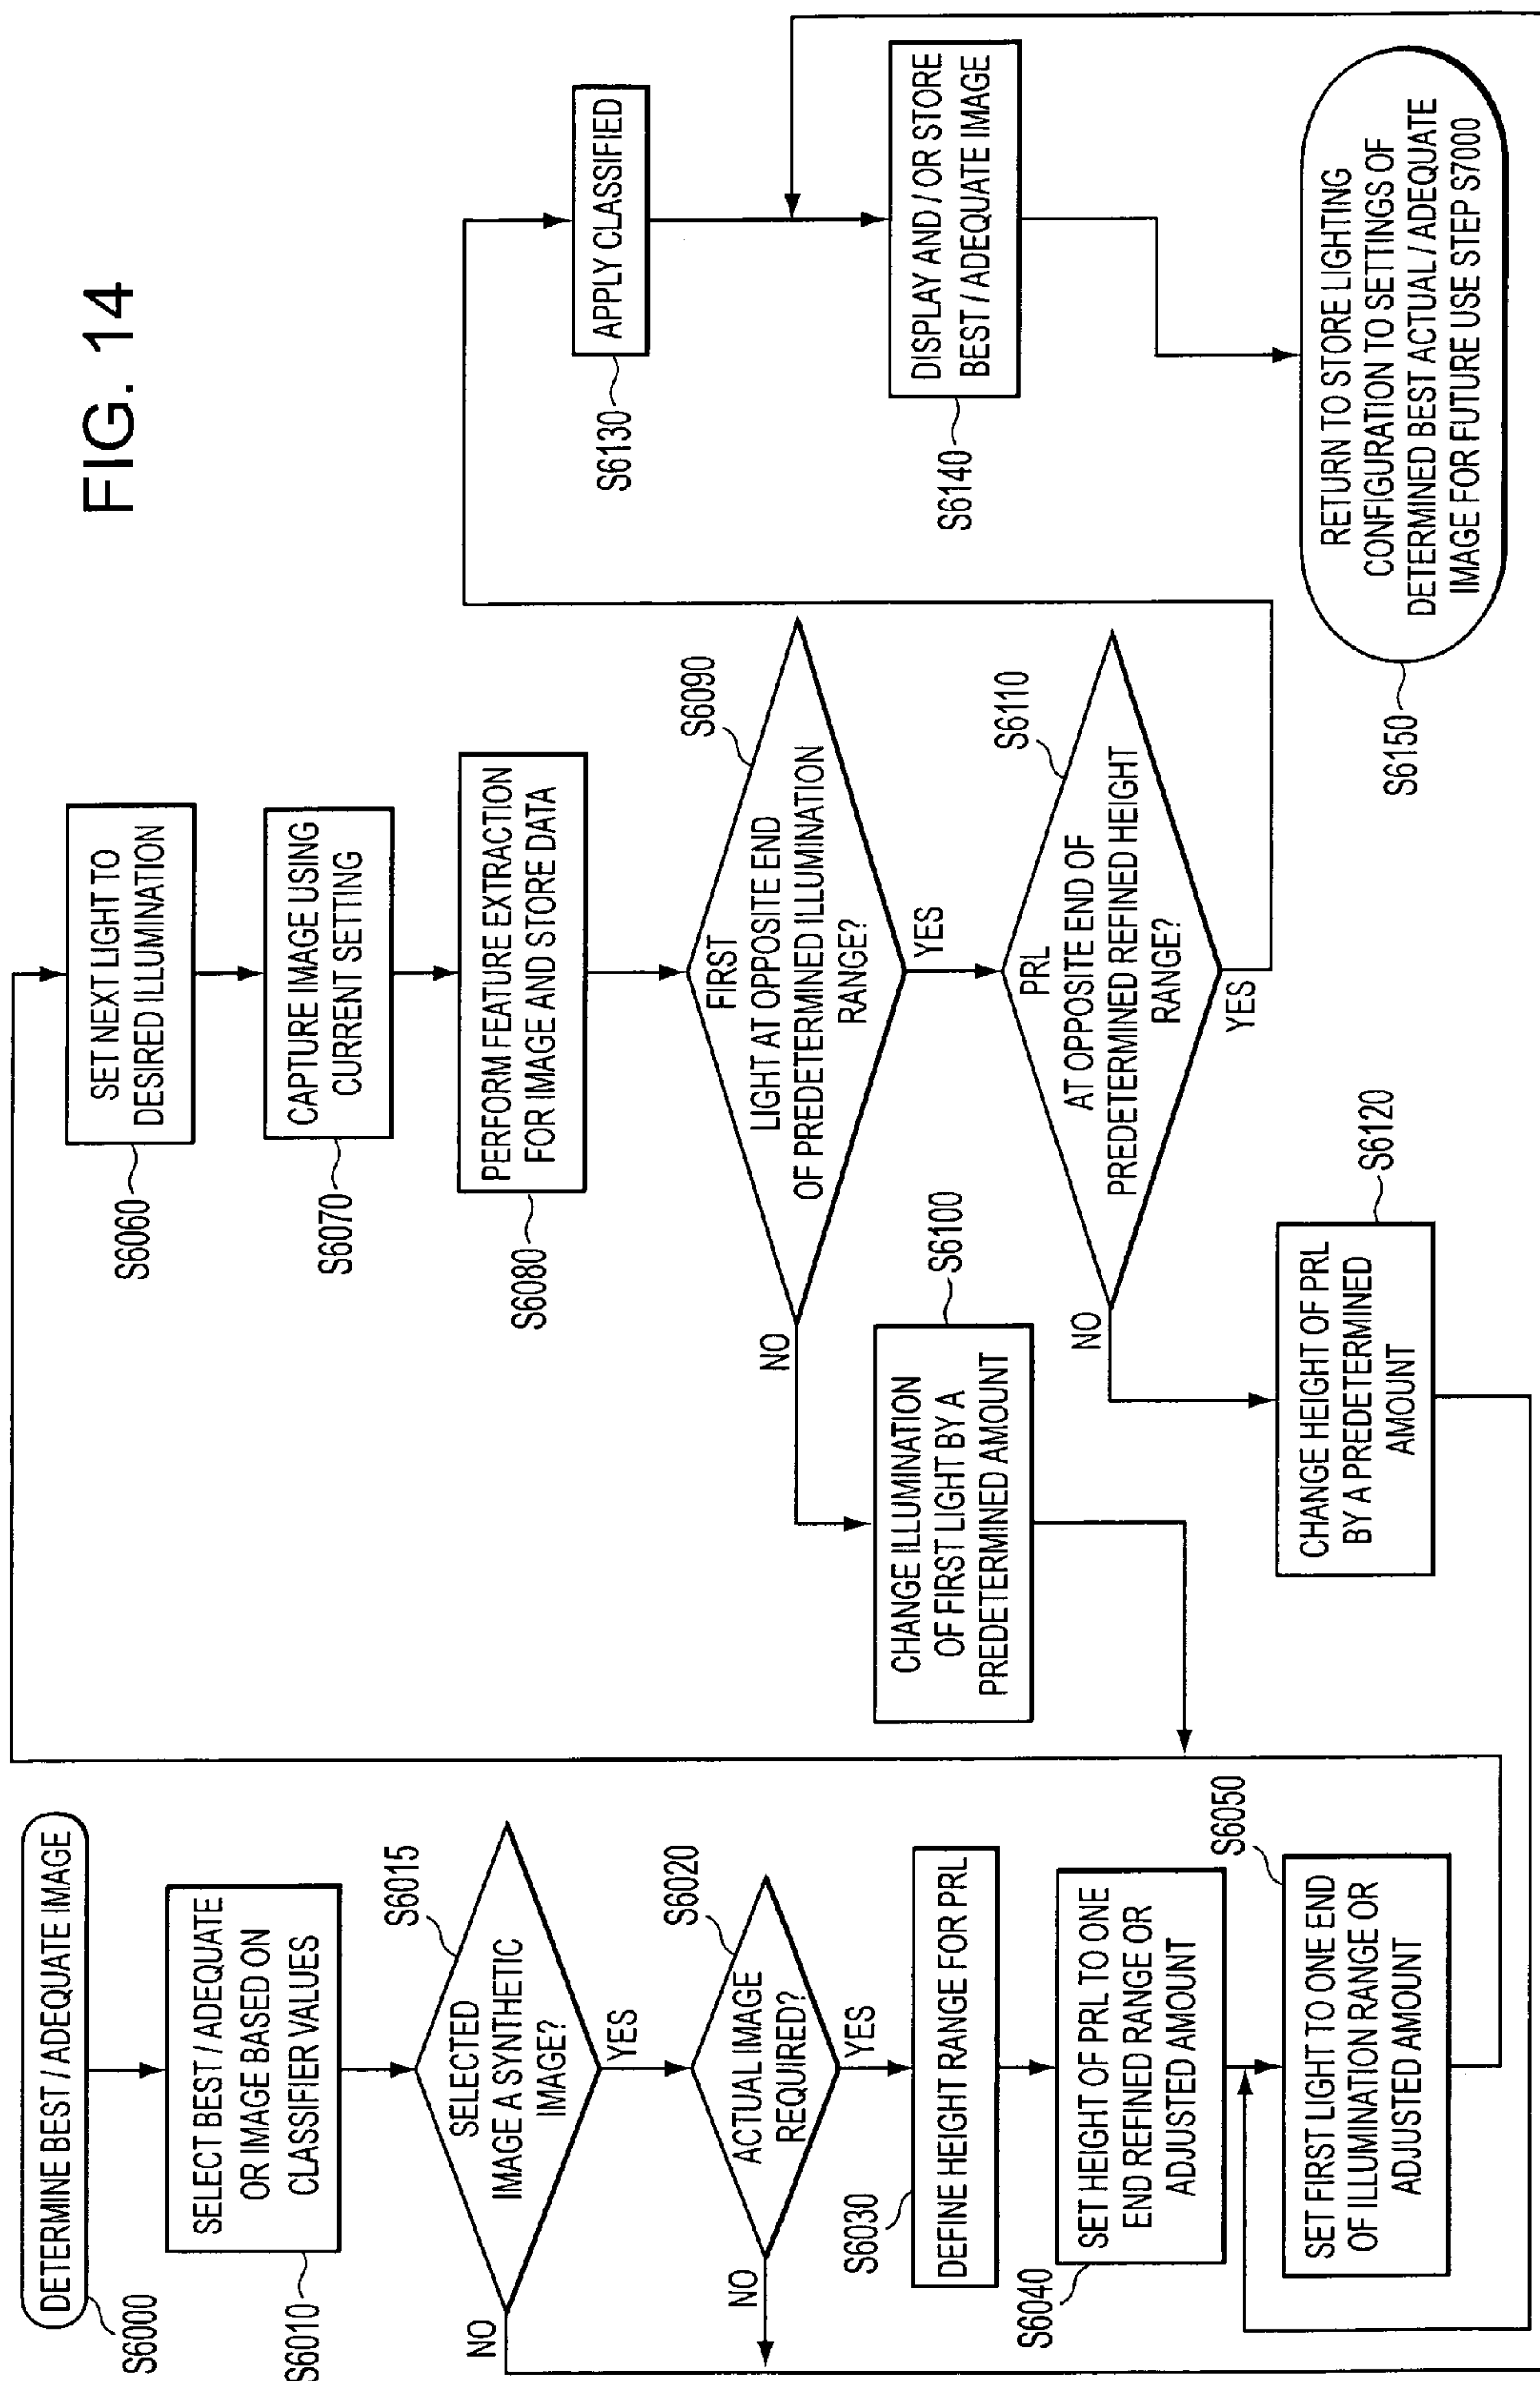 FIG. 14
DETERMINE BEST / ADEQUATE IMAGE
S6000
SELECT BEST / ADEQUATE
OR IMAGE BASED ON
CLASSIFIER VALUES
S6010
SELECTED
IMAGE A SYNTHETIC
IMAGE?
S6015
NO
YES
ACTUAL IMAGE
REQUIRED?
S6020
NO
YES
DEFINE HEIGHT RANGE FOR PRL
S6030
SET HEIGHT OF PRL TO ONE
END REFINED RANGE OR
ADJUSTED AMOUNT
S6040
SET FIRST LIGHT TO ONE END
OF ILLUMINATION RANGE OR
ADJUSTED AMOUNT
S6050
SET NEXT LIGHT TO
DESIRED ILLUMINATION
S6060
CAPTURE IMAGE USING
CURRENT SETTING
S6070
PERFORM FEATURE EXTRACTION
FOR IMAGE AND STORE DATA
S6080
FIRST
LIGHT AT OPPOSITE END
OF PREDETERMINED ILLUMINATION
RANGE?
S6090
NO
YES
CHANGE ILLUMINATION
OF FIRST LIGHT BY A
PREDETERMINED AMOUNT
S6100
PRL
AT OPPOSITE END OF
PREDETERMINED REFINED HEIGHT
RANGE?
S6110
NO
YES
CHANGE HEIGHT OF PRL
BY A PREDETERMINED
AMOUNT
S6120
APPLY CLASSIFIED
S6130
DISPLAY AND / OR STORE
BEST / ADEQUATE IMAGE
S6140
RETURN TO STORE LIGHTING
CONFIGURATION TO SETTINGS OF
DETERMINED BEST ACTUAL / ADEQUATE
IMAGE FOR FUTURE USE STEP S7000
S6150